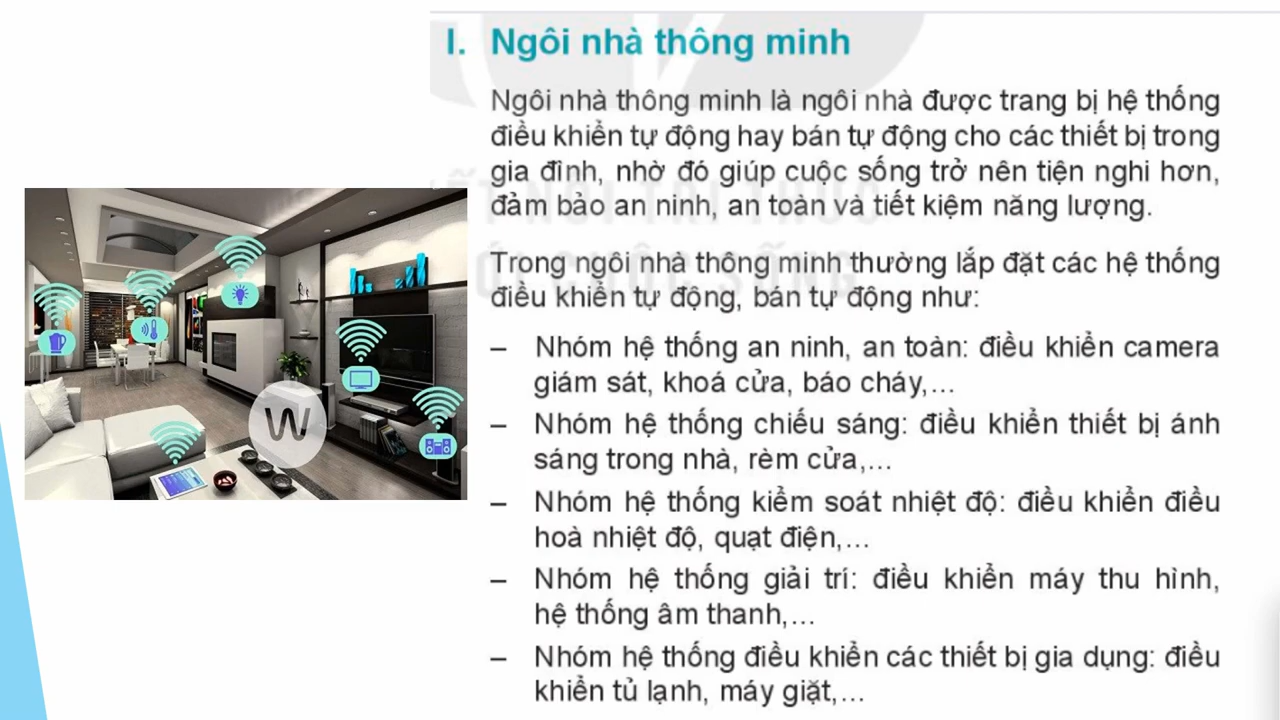 I. Ngôi nhà thông minh
Ngôi nhà thông minh là ngôi nhà được trang bị hệ thống
điều khiển tự động hay bán tự động cho các thiết bị trong
gia đình, nhờ đó giúp cuộc sống trở nên tiện nghi hơn,
đảm bảo an ninh, an toàn và tiết kiệm năng lượng.
Trong ngôi nhà thông minh thường lắp đặt các hệ thống
điều khiển tự động, bán tự động như:
– Nhóm hệ thống an ninh, an toàn: điều khiển camera
giám sát, khoá cửa, báo cháy,...
– Nhóm hệ thống chiếu sáng: điều khiển thiết bị ánh
sáng trong nhà, rèm cửa,...
– Nhóm hệ thống kiểm soát nhiệt độ: điều khiển điều
hoà nhiệt độ, quạt điện,...
– Nhóm hệ thống giải trí: điều khiển máy thu hình,
hệ thống âm thanh,...
– Nhóm hệ thống điều khiển các thiết bị gia dụng: điều
khiển tủ lạnh, máy giặt,...
W